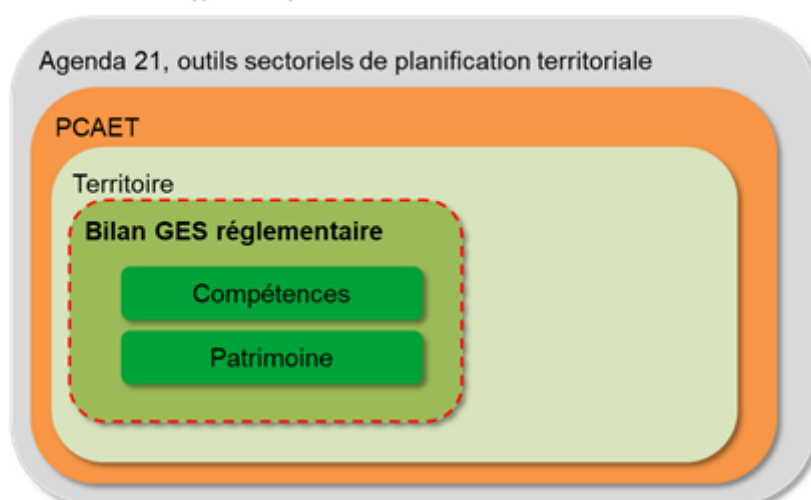 Agenda 21, outils sectoriels de planification territoriale
PCAET
Territoire
Bilan GES réglementaire
Compétences
Patrimoine